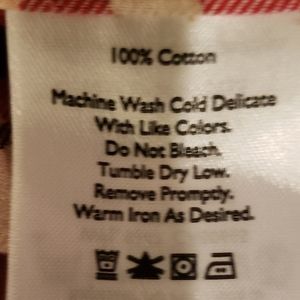 100% Cotton
Machine Wash Cold Delicate
With Like Colors.
Do Not Bleach.
Tumble Dry Low.
Remove Promptly.
Warm Iron As Desired.